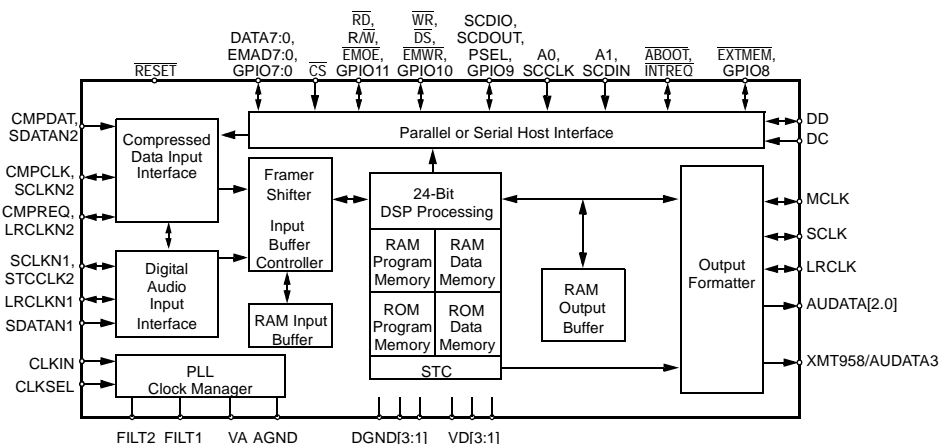 RD, WR, SCDIO,
DATA7:0, R/W, DS, SCDOUT,
EMAD7:0, EMOE, EMWR, PSEL, A0, A1, ABOOT, EXTMEM,
RESET GPIO7:0 CS GPIO11 GPIO10 GPIO9 SCCLK SCDIN INTREQ GPIO8
CMPDAT,
SDATAN2
CMPCLK,
SCLKN2
CMPREQ,
LRCLKN2
SCLKN1,
STCCLK2
LRCLKN1
SDATAN1
CLKIN
CLKSEL
Compressed
Data Input
Interface
Digital
Audio
Input
Interface
PLL
Clock Manager
Parallel or Serial Host Interface
Framer
Shifter
Input
Buffer
Controller
RAM Input
Buffer
24-Bit
DSP Processing
RAM
Program
Memory
RAM
Data
Memory
ROM
Program
Memory
ROM
Data
Memory
STC
RAM
Output
Buffer
Output
Formatter
DD
DC
MCLK
SCLK
LRCLK
AUDATA[2.0]
XMT958/AUDATA3
FILT2 FILT1 VA AGND DGND[3:1] VD[3:1]